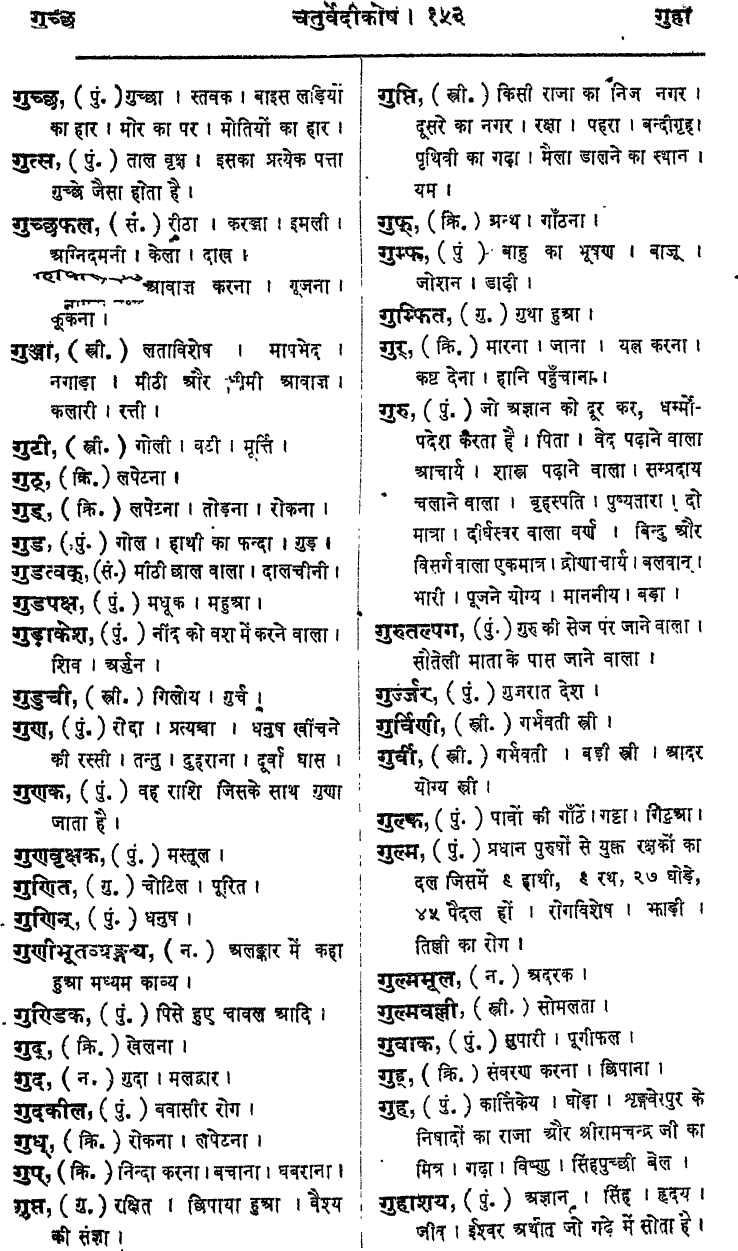 गुच्छ चतुर्वेदीकोष । १५३ गुहा
गुच्छ, ( पुं. ) गुच्छा । स्तवक । बाइस लड़ियों
का हार । मोर का पर । मोतियों का हार ।
गुत्स, ( पुं. ) ताल वृक्ष । इसका प्रत्येक पत्ता
गुच्छे जैसा होता है ।
गुच्छफल, ( सं. ) रीठा । करञ्जा । इमली ।
अग्निदमनी । केला । दाख ।
आवाज़ करना । गूजना ।
कूकना ।
गुञ्जा, ( स्त्री. ) लताविशेष । मापभेद ।
नगाड़ा । मीठी और धीमी आवाज़ ।
कलारी । रत्ती ।
गुटी, ( स्त्री. ) गोली । वटी । मूर्त्ति ।
गुठ्, ( क्रि. ) लपेटना ।
गुड्, ( क्रि. ) लपेटना । तोड़ना । रोकना ।
गुड, ( पुं. ) गोल । हाथी का फन्दा । गुड़ ।
गुडत्वक्, (सं.) मीठी छाल वाला । दालचीनी ।
गुडपक्ष, ( पुं. ) मधूक । महुआ ।
गुड़ाकेश, ( पुं. ) नींद को वश में करने वाला ।
शिव । अर्जुन ।
गुडुची, ( स्त्री. ) गिलोय । गुर्च ।
गुण, ( पुं. ) रोदा । प्रत्यञ्चा । धनुष खींचने
की रस्सी । तन्तु । दुहराना । दूर्वा घास ।
गुणक, ( पुं. ) वह राशि जिसके साथ गुणा
जाता है ।
गुणवृक्षक, ( पुं. ) मस्तूल ।
गुणित, ( गु. ) चोटिल । पूरित ।
गुणिन्, ( पुं. ) धनुष ।
गुणीभूतव्यङ्ग्य, ( न. ) अलङ्कार में कहा
हुआ मध्यम काव्य ।
गुण्डिक, ( पुं. ) पिसे हुए चावल आदि ।
गुद्, ( क्रि. ) खेलना ।
गुद, ( न. ) गुदा । मलद्वार ।
गुदकील, ( पुं. ) बवासीर रोग ।
गुध्, ( क्रि. ) रोकना । लपेटना ।
गुप्, ( क्रि. ) निन्दा करना । बचाना । घबराना ।
गुप्त, ( गु. ) रक्षित । छिपाया हुआ । वैश्य
की संज्ञा ।
गुप्ति, ( स्त्री. ) किसी राजा का निज नगर ।
दूसरे का नगर । रक्षा । पहरा । बन्दीगृह ।
पृथिवी का गढ़ा । मैला डालने का स्थान ।
यम ।
गुफ्, ( क्रि. ) ग्रन्थ । गाँठना ।
गुम्फ, ( पुं ) बाहु का भूषण । बाजू ।
जोशन । डाढ़ी ।
गुम्फित, ( गु. ) गुथा हुआ ।
गुर्, ( क्रि. ) मारना । जाना । यत्न करना ।
कष्ट देना । हानि पहुँचाना ।
गुरु, ( पुं. ) जो अज्ञान को दूर कर, धर्म्मो-
पदेश करता है । पिता । वेद पढ़ाने वाला
आचार्य । शास्त्र पढ़ाने वाला । सम्प्रदाय
चलाने वाला । बृहस्पति । पुष्यतारा । दो
मात्रा । दीर्घस्वर वाला वर्ण । बिन्दु और
विसर्ग वाला एकमात्र । द्रोणाचार्य । बलवान् ।
भारी । पूजने योग्य । माननीय । बड़ा ।
गुरुतल्पग, ( पुं. ) गुरु की सेज पर जाने वाला ।
सौतेली माता के पास जाने वाला ।
गुर्ज्जर, ( पुं. ) गुजरात देश ।
गुर्विणी, ( स्त्री. ) गर्भवती स्त्री ।
गुर्वी, ( स्त्री. ) गर्भवती । बड़ी स्त्री । आदर
योग्य स्त्री ।
गुल्फ, ( पुं. ) पावों की गाँठें । गट्टा । गिट्टआ ।
गुल्म, ( पुं. ) प्रधान पुरुषों से युक्त रक्षकों का
दल जिसमें ९ हाथी, ९ रथ, २७ घोड़े,
४५ पैदल हों । रोगविशेष । झाड़ी ।
तिल्ली का रोग ।
गुल्ममूल, ( न. ) अदरक ।
गुल्मवल्ली, ( स्त्री. ) सोमलता ।
गुवाक, ( पुं. ) सुपारी । पूगीफल ।
गुह्, ( क्रि. ) संवरण करना । छिपाना ।
गुह, ( पुं. ) कार्त्तिकेय । घोड़ा । शृङ्गवेरपुर के
निषादों का राजा और श्रीरामचन्द्र जी का
मित्र । गढ़ा । विष्णु । सिंहपुच्छी बेल ।
गुहाशय, ( पुं. ) अज्ञान । सिंह । हृदय ।
जीव । ईश्वर अर्थात् जो गढ़े में सोता है ।